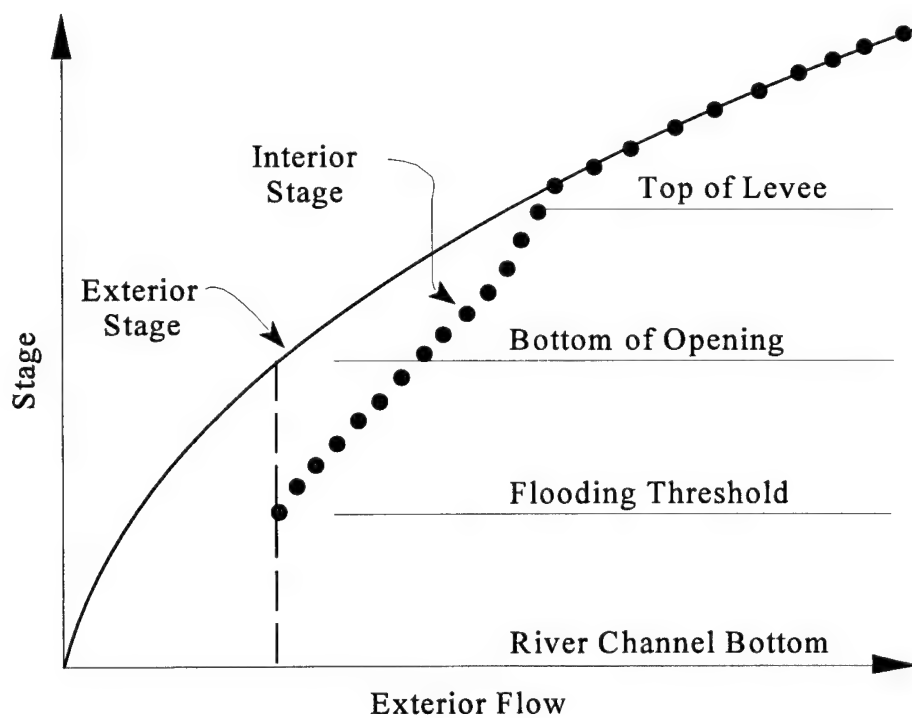 Interior
Stage
Top of Levee
Exterior
Stage
Bottom of Opening
Stage
Flooding Threshold
River Channel Bottom
Exterior Flow